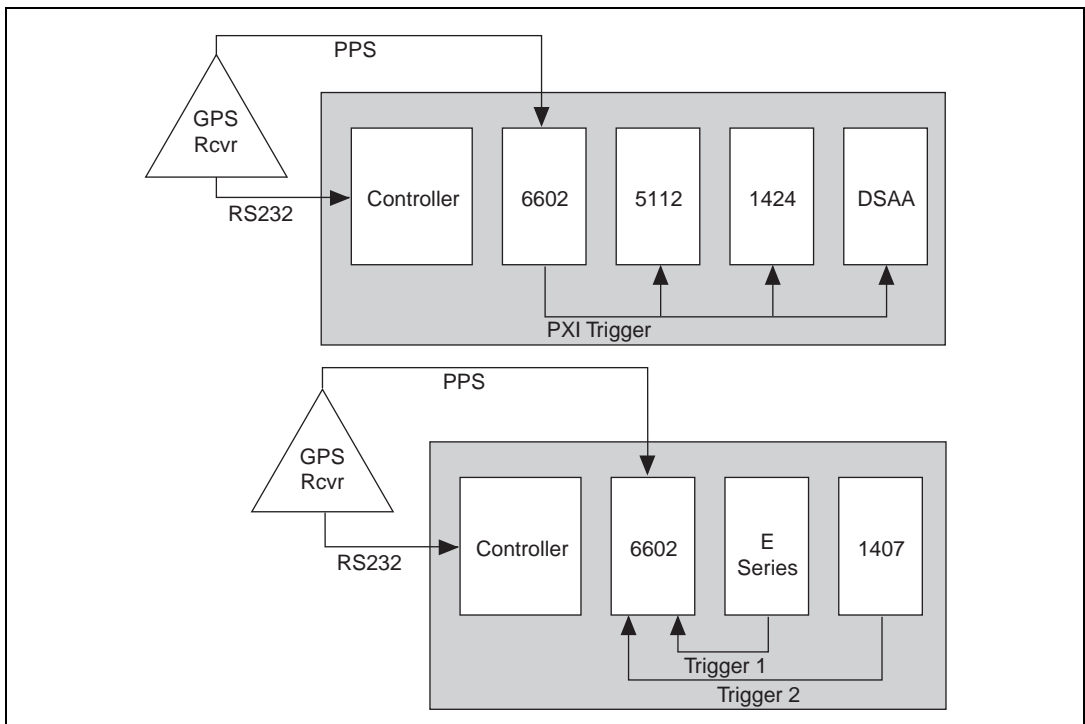 PPS
GPS
Rcvr
RS232
Controller
6602
5112
1424
DSAA
PXI Trigger
PPS
GPS
Rcvr
RS232
Controller
6602
E
Series
1407
Trigger 1
Trigger 2